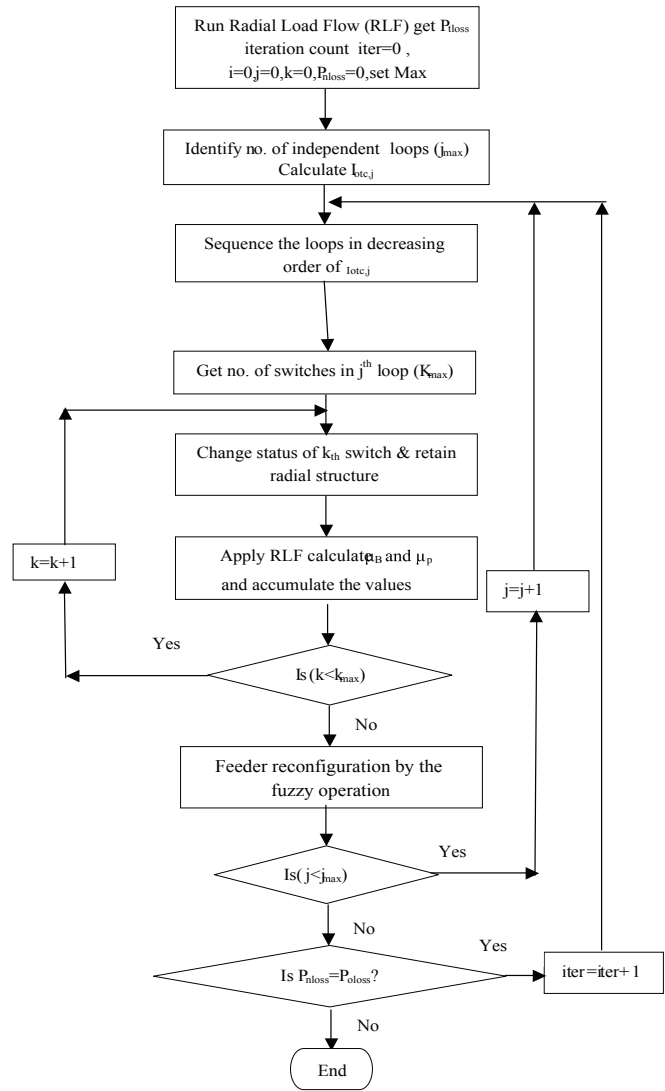 Run Radial Load Flow (RLF) get Ptloss
iteration count iter=0 ,
i=0,j=0,k=0,Pnloss=0,set Max
Identify no. of independent loops (jmax)
Calculate Iotc,j
Sequence the loops in decreasing
order of Iotc,j
Get no. of switches in jth loop (Kmax)
Change status of kth switch & retain
radial structure
k=k+1
Apply RLF calculate μB and μp
and accumulate the values
j=j+1
Yes
Is (k<kmax)
No
Feeder reconfiguration by the
fuzzy operation
Yes
Is( j<jmax)
No
Yes
Is Pnloss=Poloss?
iter=iter+ 1
No
End